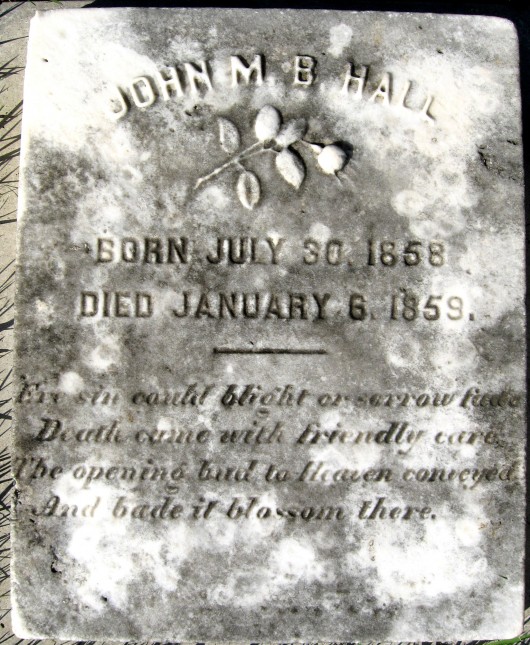 JOHN M. B. HALL
BORN JULY 30, 1858
DIED JANUARY 6, 1859.
Ere sin could blight or sorrow fade
Death came with friendly care
The opening bud to Heaven conveyed
And bade it blossom there.